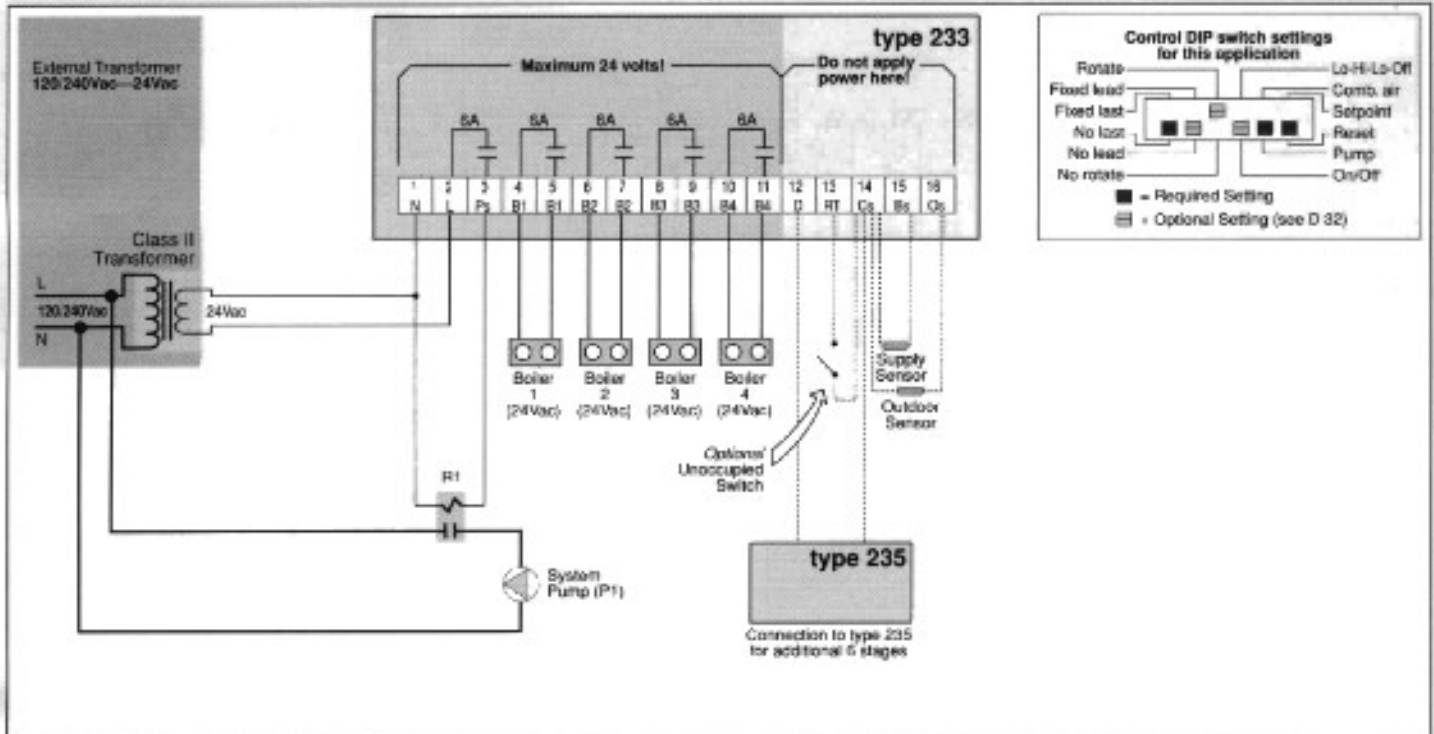 External Transformer
120/240Vac—24Vac
type 233
Maximum 24 volts!
Do not apply
power here!
6A 6A 6A 6A 6A
1 2 3 4 5 6 7 8 9 10 11 12 13 14 15 16
N L Ps B1 B1 B2 B2 B3 B3 B4 B4 D RT Cs Bs Os
Control DIP switch settings
for this application
Rotate
Fixed lead
Fixed last
No last
No lead
No rotate
Lo-Hi-Lo-Off
Comb. air
Setpoint
Reset
Pump
On/Off
= Required Setting
= Optional Setting (see D 32)
Class II
Transformer
L
120/240Vac
N
24Vac
Boiler
1
(24Vac)
Boiler
2
(24Vac)
Boiler
3
(24Vac)
Boiler
4
(24Vac)
Supply
Sensor
Outdoor
Sensor
Optional
Unoccupied
Switch
R1
System
Pump (P1)
type 235
Connection to type 235
for additional
stages